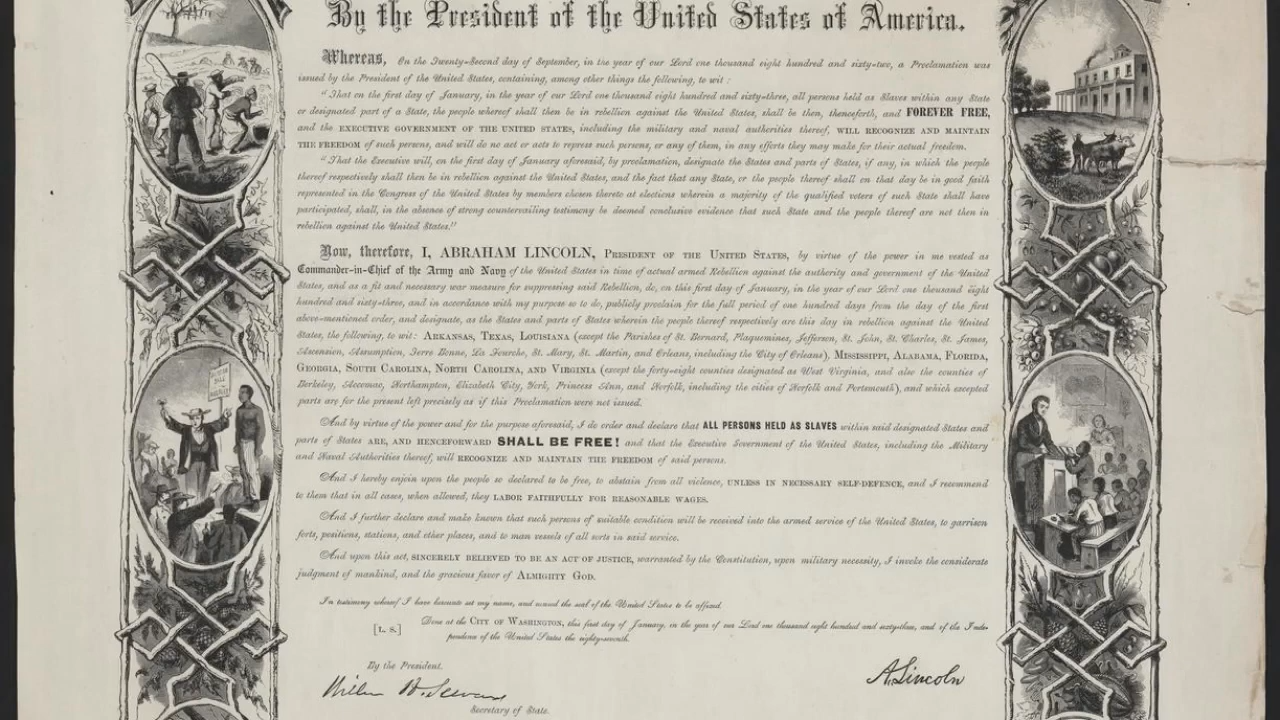 By the President of the United States of America.
Whereas, On the Twenty-Second day of September, in the year of our Lord one thousand eight hundred and sixty-two, a Proclamation was
issued by the President of the United States, containing, among other things the following, to wit:
"That on the first day of January, in the year of our Lord one thousand eight hundred and sixty-three, all persons held as Slaves within any State
or designated part of a State, the people whereof shall then be in rebellion against the United States, shall be then, thenceforth, and FOREVER FREE,
and the EXECUTIVE GOVERNMENT OF THE UNITED STATES, including the military and naval authorities thereof, WILL RECOGNIZE AND MAINTAIN
THE FREEDOM of such persons, and will do no act or acts to repress such persons, or any of them, in any efforts they may make for their actual freedom.
"That the Executive will, on the first day of January aforesaid, by proclamation, designate the States and parts of States, if any, in which the people
thereof respectively shall then be in rebellion against the United States, and the fact that any State, or the people thereof shall on that day be in good faith
represented in the Congress of the United States by members chosen thereto at elections wherein a majority of the qualified voters of such State shall have
participated, shall, in the absence of strong countervailing testimony be deemed conclusive evidence that such State and the people thereof are not then in
rebellion against the United States."
Now, therefore, I, ABRAHAM LINCOLN, PRESIDENT OF THE UNITED STATES, by virtue of the power in me vested as
Commander-in-Chief of the Army and Navy of the United States in time of actual armed Rebellion against the authority and government of the United
States, and as a fit and necessary war measure for suppressing said Rebellion, do, on this first day of January, in the year of our Lord one thousand eight
hundred and sixty-three, and in accordance with my purpose so to do, publicly proclaim for the full period of one hundred days from the day of the first
above-mentioned order, and designate, as the States and parts of States wherein the people thereof respectively are this day in rebellion against the United
States, the following, to wit: ARKANSAS, TEXAS, LOUISIANA (except the Parishes of St. Bernard, Plaquemines, Jefferson, St. John, St. Charles, St. James,
Ascension, Assumption, Terre Bonne, La Fourche, St. Mary, St. Martin, and Orleans, including the City of Orleans), MISSISSIPPI, ALABAMA, FLORIDA,
GEORGIA, SOUTH CAROLINA, NORTH CAROLINA, AND VIRGINIA (except the forty-eight counties designated as West Virginia, and also the counties of
Berkeley, Accomac, Northampton, Elizabeth City, York, Princess Ann, and Norfolk, including the cities of Norfolk and Portsmouth), and which excepted
parts are for the present left precisely as if this Proclamation were not issued.
And by virtue of the power and for the purpose aforesaid, I do order and declare that ALL PERSONS HELD AS SLAVES within said designated States and
parts of States ARE, AND HENCEFORWARD SHALL BE FREE! and that the Executive Government of the United States, including the Military
and Naval Authorities thereof, will RECOGNIZE AND MAINTAIN THE FREEDOM of said persons.
And I hereby enjoin upon the people so declared to be free, to abstain from all violence, UNLESS IN NECESSARY SELF-DEFENCE, and I recommend
to them that in all cases, when allowed, they LABOR FAITHFULLY FOR REASONABLE WAGES.
And I further declare and make known that such persons of suitable condition will be received into the armed service of the United States, to garrison
forts, positions, stations, and other places, and to man vessels of all sorts in said service.
And upon this act, SINCERELY BELIEVED TO BE AN ACT OF JUSTICE, warranted by the Constitution, upon military necessity, I invoke the considerate
judgment of mankind, and the gracious favor of ALMIGHTY GOD.
In testimony whereof I have hereunto set my name, and caused the seal of the United States to be affixed.
[L. S.] Done at the CITY OF WASHINGTON, this first day of January, in the year of our Lord one thousand eight hundred and sixty-three, and of the Inde-
pendence of the United States the eighty-seventh.
By the President.
A. Lincoln
William H. Seward
Secretary of State.